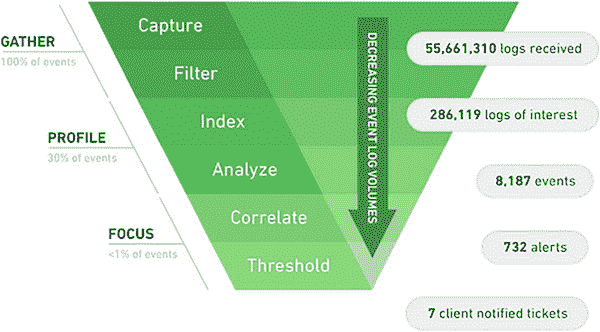 GATHER
100% of events
PROFILE
30% of events
FOCUS
<1% of events
Capture
Filter
Index
Analyze
Correlate
Threshold
DECREASING EVENT LOG VOLUMES
55,661,310 logs received
286,119 logs of interest
8,187 events
732 alerts
7 client notified tickets